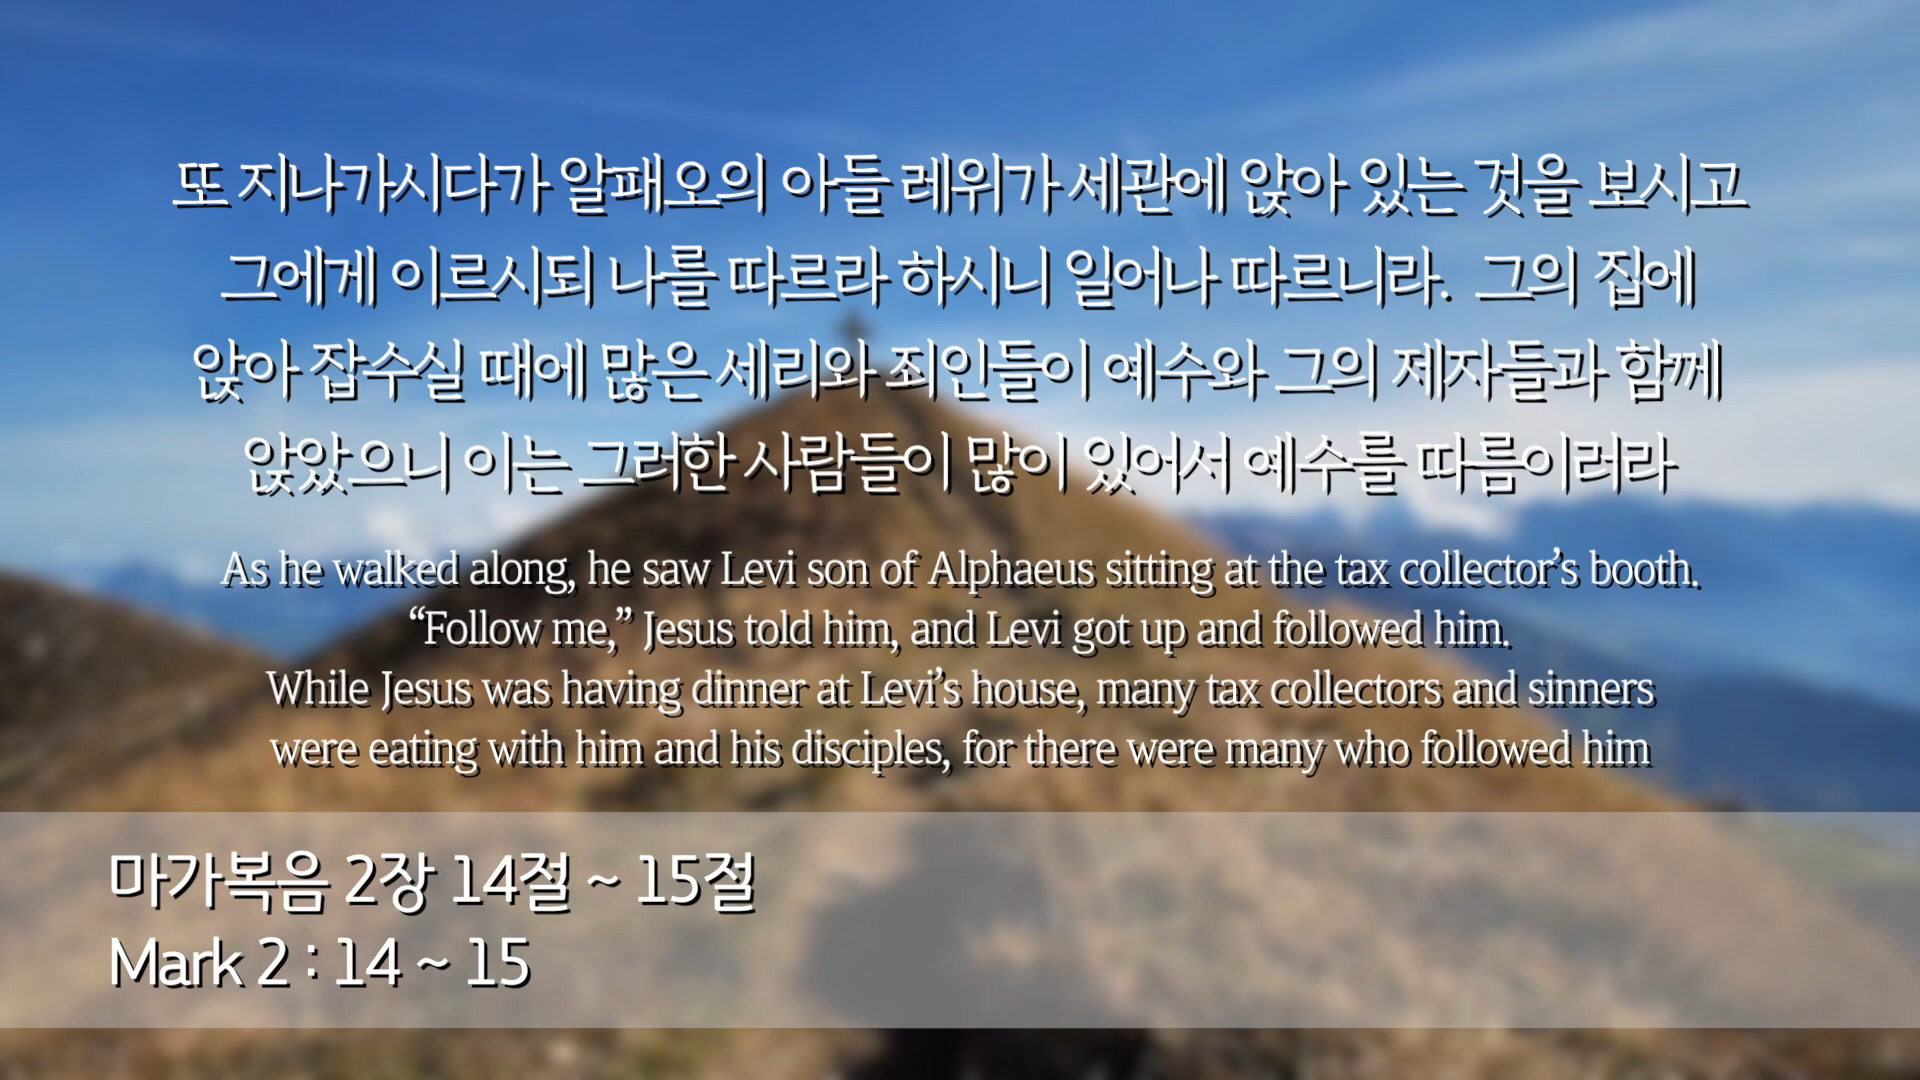 또 지나가시다가 알패오의 아들 레위가 세관에 앉아 있는 것을 보시고
그에게 이르시되 나를 따르라 하시니 일어나 따르니라. 그의 집에
앉아 잡수실 때에 많은 세리와 죄인들이 예수와 그의 제자들과 함께
앉았으니 이는 그러한 사람들이 많이 있어서 예수를 따름이러라
As he walked along, he saw Levi son of Alphaeus sitting at the tax collector’s booth.
“Follow me,” Jesus told him, and Levi got up and followed him.
While Jesus was having dinner at Levi’s house, many tax collectors and sinners
were eating with him and his disciples, for there were many who followed him
마가복음 2장 14절 ~ 15절
Mark 2 : 14 ~ 15